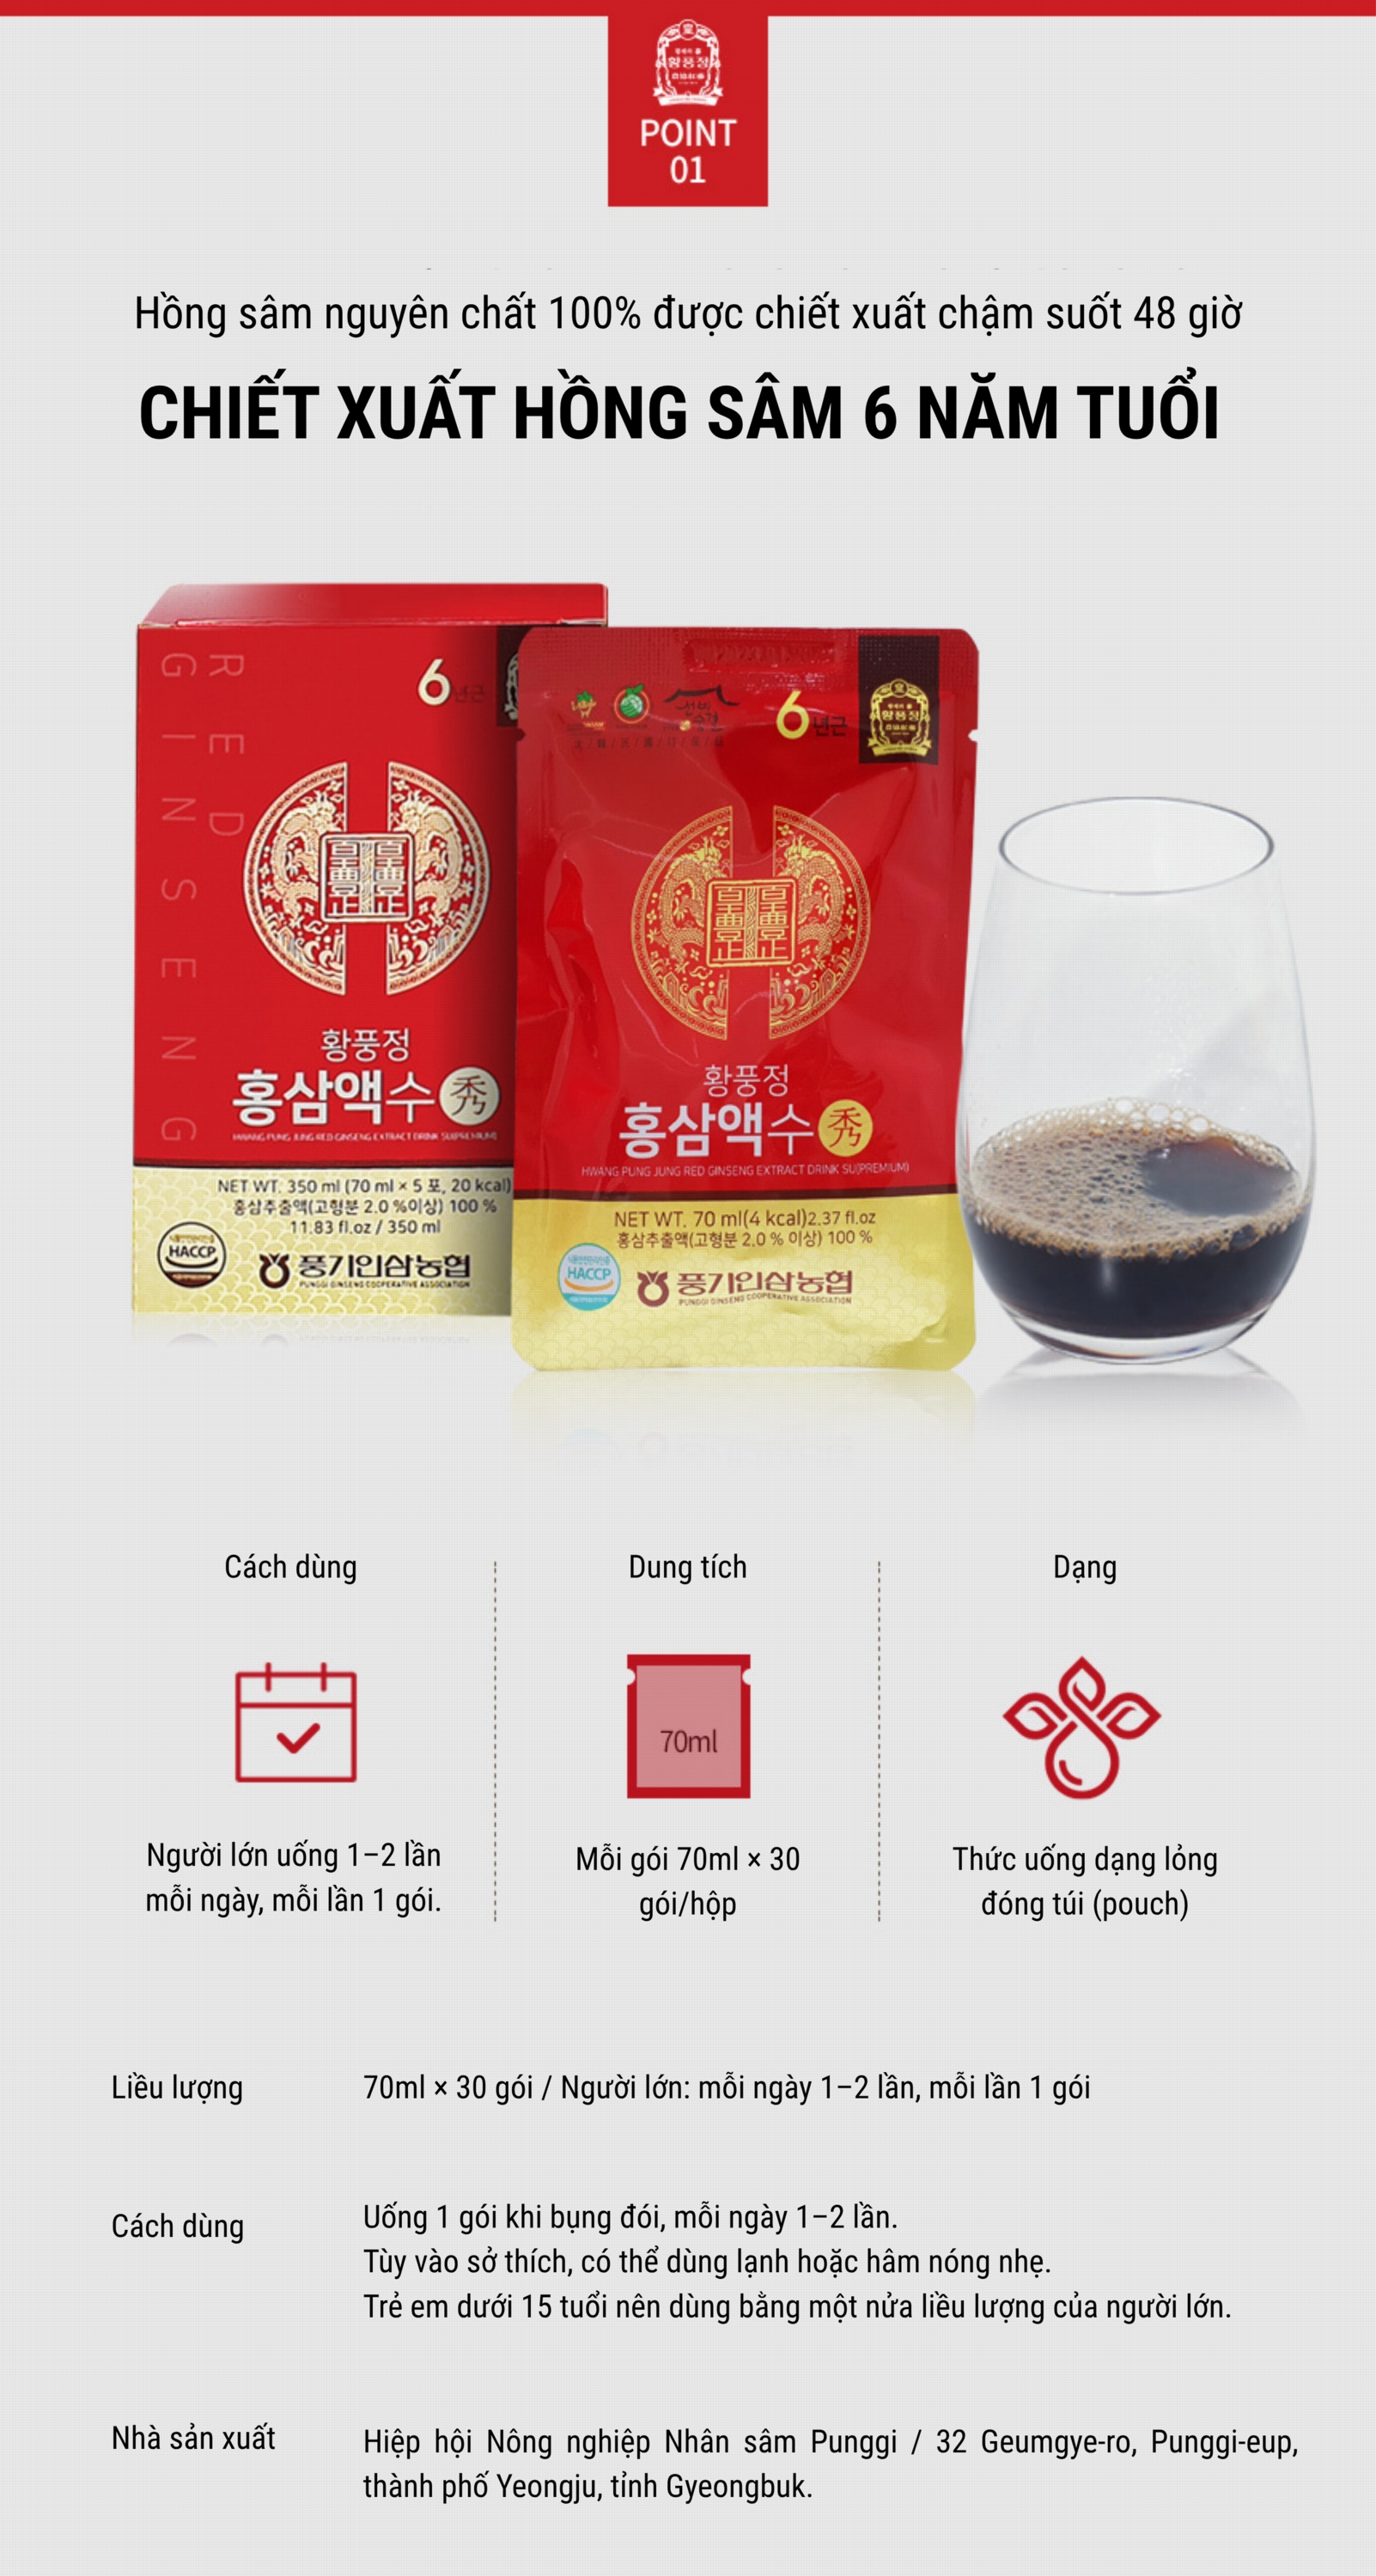 황풍정
POINT
01
Hồng sâm nguyên chất 100% được chiết xuất chậm suốt 48 giờ
CHIẾT XUẤT HỒNG SÂM 6 NĂM TUỔI
RED
GINSENG
6년근
황풍정
홍삼액수 秀
HWANG PUNG JUNG RED GINSENG EXTRACT DRINK SU(PREMIUM)
NET WT. 350 ml (70 ml × 5 포, 20 kcal)
홍삼추출액(고형분 2.0 %이상) 100 %
11.83 fl.oz / 350 ml
HACCP
풍기인삼농협
PUNGGI GINSENG COOPERATIVE ASSOCIATION
6년근
황풍정
황풍정
홍삼액수 秀
HWANG PUNG JUNG RED GINSENG EXTRACT DRINK SU(PREMIUM)
NET WT. 70 ml(4 kcal)2.37 fl.oz
홍삼추출액(고형분 2.0 % 이상) 100 %
HACCP
풍기인삼농협
PUNGGI GINSENG COOPERATIVE ASSOCIATION
Cách dùng
Người lớn uống 1–2 lần
mỗi ngày, mỗi lần 1 gói.
Dung tích
70ml
Mỗi gói 70ml × 30
gói/hộp
Dạng
Thức uống dạng lỏng
đóng túi (pouch)
Liều lượng
70ml × 30 gói / Người lớn: mỗi ngày 1–2 lần, mỗi lần 1 gói
Cách dùng
Uống 1 gói khi bụng đói, mỗi ngày 1–2 lần.
Tùy vào sở thích, có thể dùng lạnh hoặc hâm nóng nhẹ.
Trẻ em dưới 15 tuổi nên dùng bằng một nửa liều lượng của người lớn.
Nhà sản xuất
Hiệp hội Nông nghiệp Nhân sâm Punggi / 32 Geumgye-ro, Punggi-eup,
thành phố Yeongju, tỉnh Gyeongbuk.